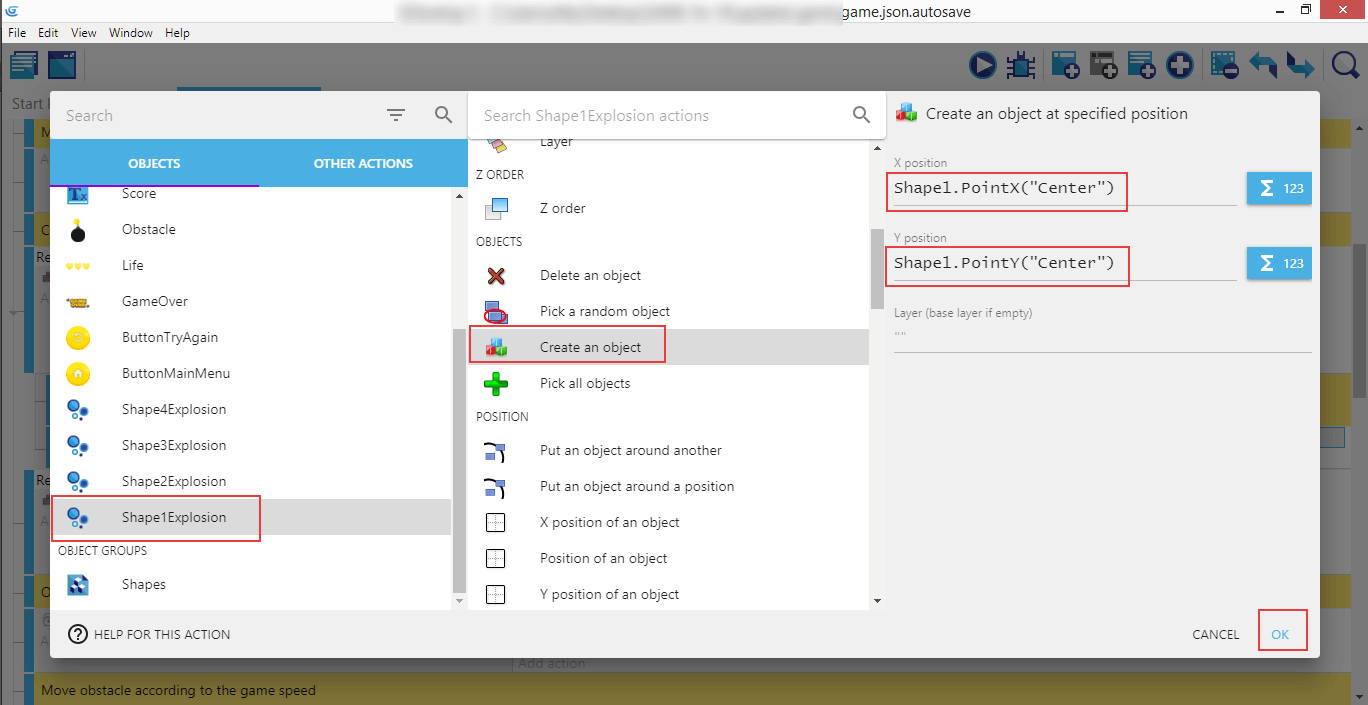 game.json.autosave
File Edit View Window Help
Start
Search
Search Shape1Explosion actions
Create an object at specified position
OBJECTS
OTHER ACTIONS
Score
Obstacle
Life
GameOver
ButtonTryAgain
ButtonMainMenu
Shape4Explosion
Shape3Explosion
Shape2Explosion
Shape1Explosion
OBJECT GROUPS
Shapes
Layer
Z ORDER
Z order
OBJECTS
Delete an object
Pick a random object
Create an object
Pick all objects
POSITION
Put an object around another
Put an object around a position
X position of an object
Position of an object
Y position of an object
X position
Shape1.PointX("Center")
Σ 123
Y position
Shape1.PointY("Center")
Σ 123
Layer (base layer if empty)
""
? HELP FOR THIS ACTION
CANCEL
OK
Add action
Move obstacle according to the game speed